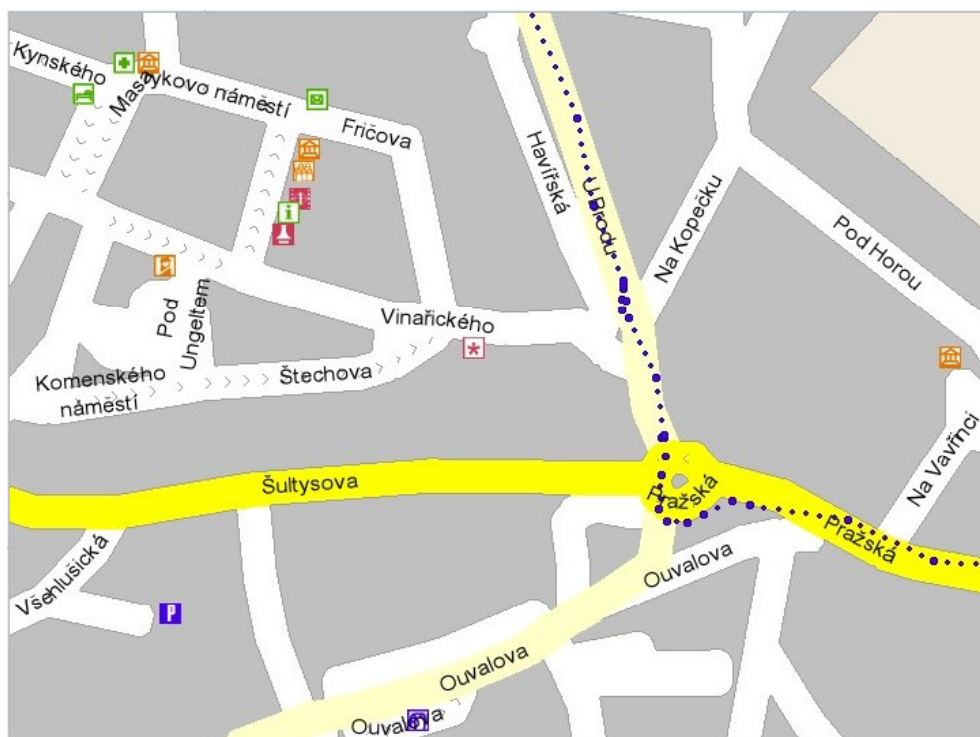 Kynského
Masarykovo náměstí
Fričova
Havířská
U Brodu
Na Kopečku
Pod Horou
Pod
Ungeltem
Vinařického
Komenského
náměstí
Štechova
Na Vavřinci
Šultysova
Pražská
Pražská
Všehlušická
Ouvalova
Ouvalova
Ouvalova
P